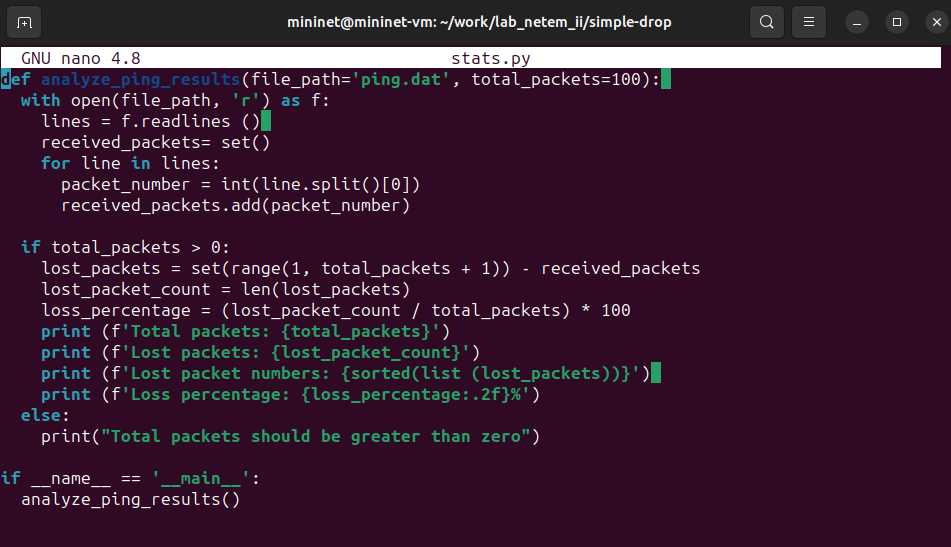 mininet@mininet-vm: ~/work/lab_netem_ii/simple-drop
GNU nano 4.8 stats.py
def analyze_ping_results(file_path='ping.dat', total_packets=100):
  with open(file_path, 'r') as f:
    lines = f.readlines ()
    received_packets= set()
    for line in lines:
      packet_number = int(line.split()[0])
      received_packets.add(packet_number)

  if total_packets > 0:
    lost_packets = set(range(1, total_packets + 1)) - received_packets
    lost_packet_count = len(lost_packets)
    loss_percentage = (lost_packet_count / total_packets) * 100
    print (f'Total packets: {total_packets}')
    print (f'Lost packets: {lost_packet_count}')
    print (f'Lost packet numbers: {sorted(list (lost_packets))}')
    print (f'Loss percentage: {loss_percentage:.2f}%')
  else:
    print("Total packets should be greater than zero")

if __name__ == '__main__':
  analyze_ping_results()